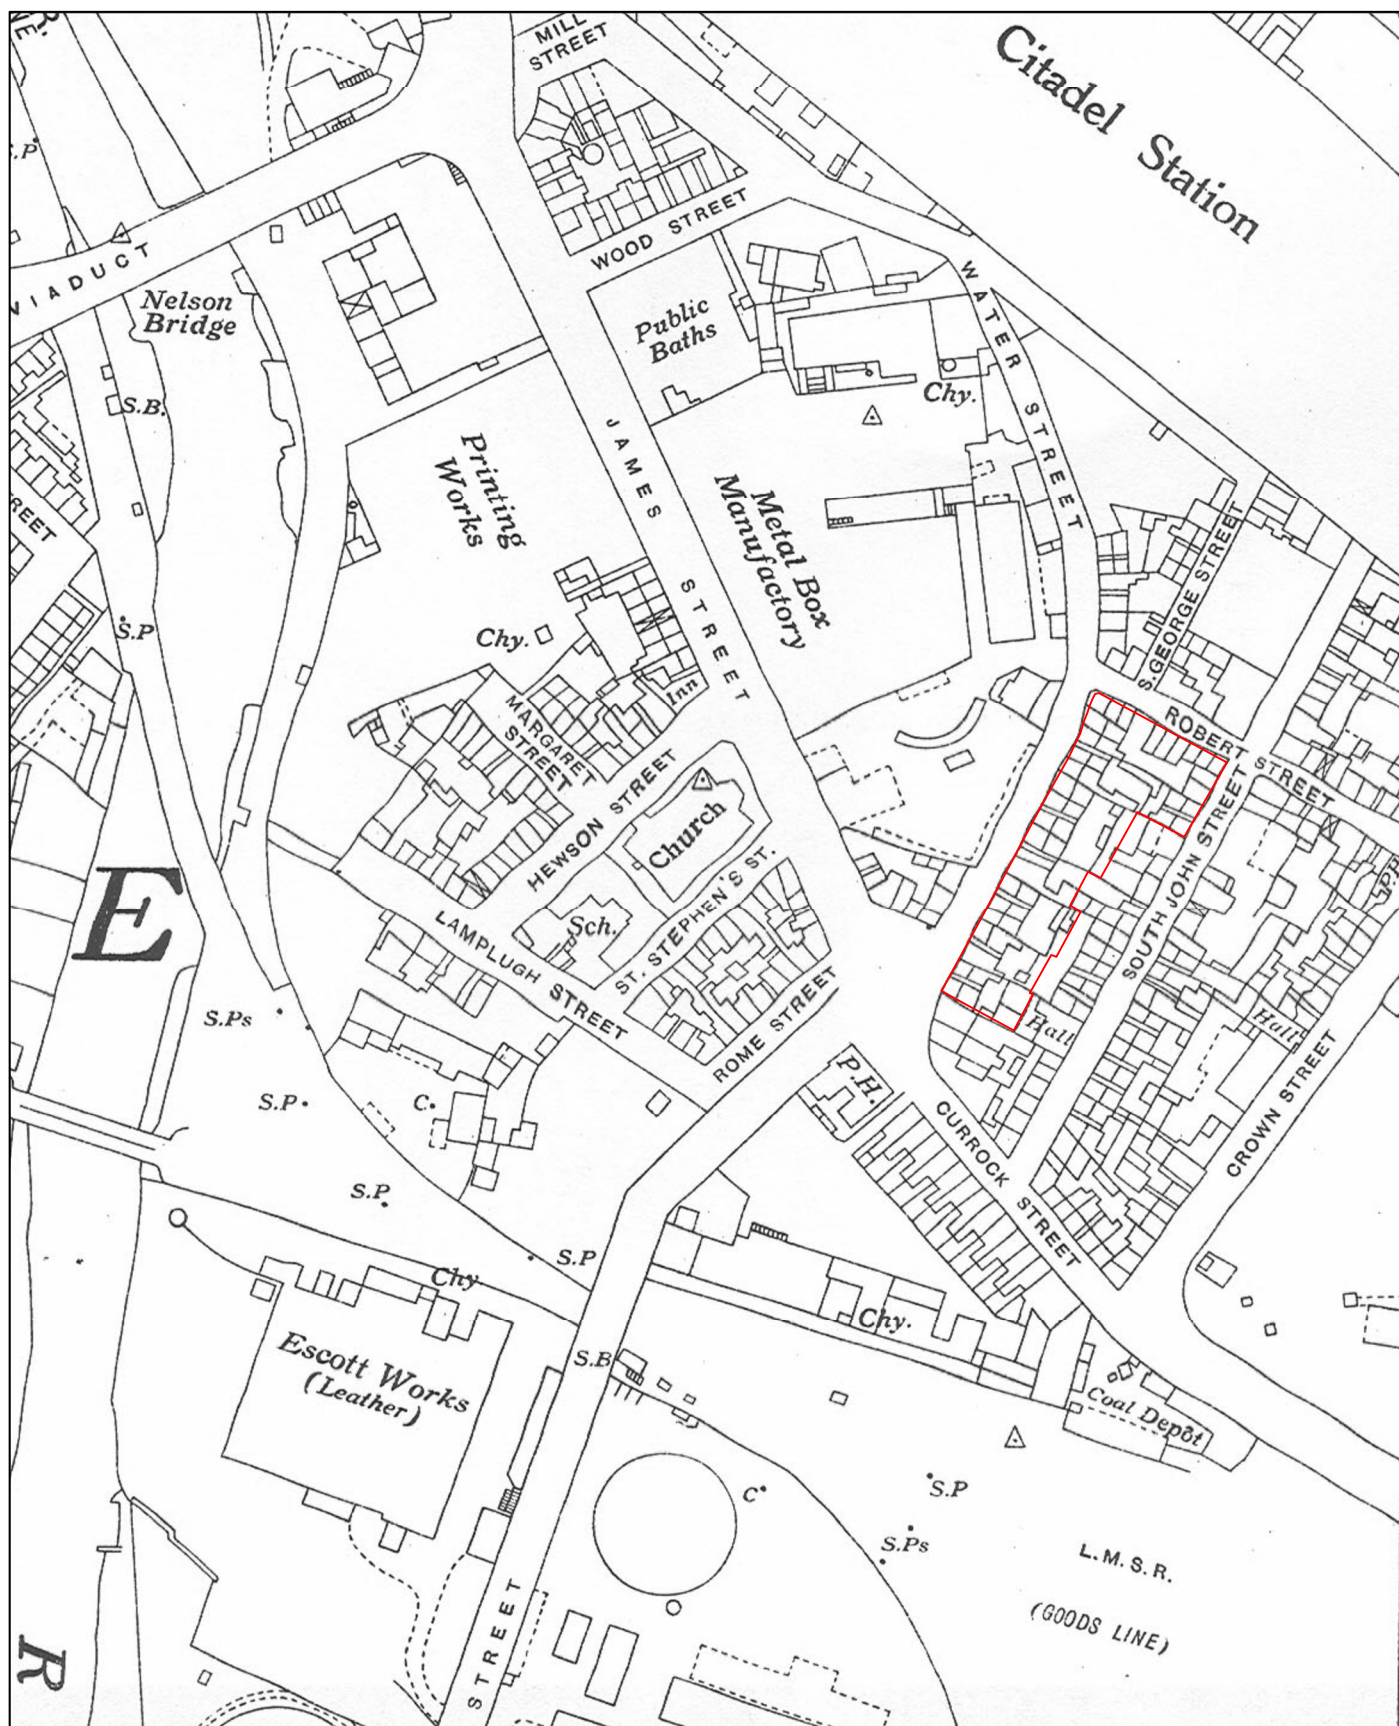 MILL
STREET
Citadel Station
S.P
WOOD STREET
VIADUCT
Nelson
Bridge
Public
Baths
WATER STREET
S.B.
Chy.
JAMES STREET
Printing
Works
Metal Box
Manufactory
S.GEORGE STREET
S.P
Chy.
Inn
MARGARET
STREET
ROBERT STREET
HEWSON STREET
Church
E
Sch.
ST. STEPHEN'S ST.
LAMPLUGH STREET
SOUTH JOHN STREET
P.H
S.Ps
ROME STREET
Hall
Hall
P.H.
CROWN STREET
S.P
C.
CURROCK STREET
S.P
S.P
Chy
Chy.
Escott Works
(Leather)
S.B
Coal Depôt
C
S.P
S.Ps
L.M.S.R.
(GOODS LINE)
STREET
R